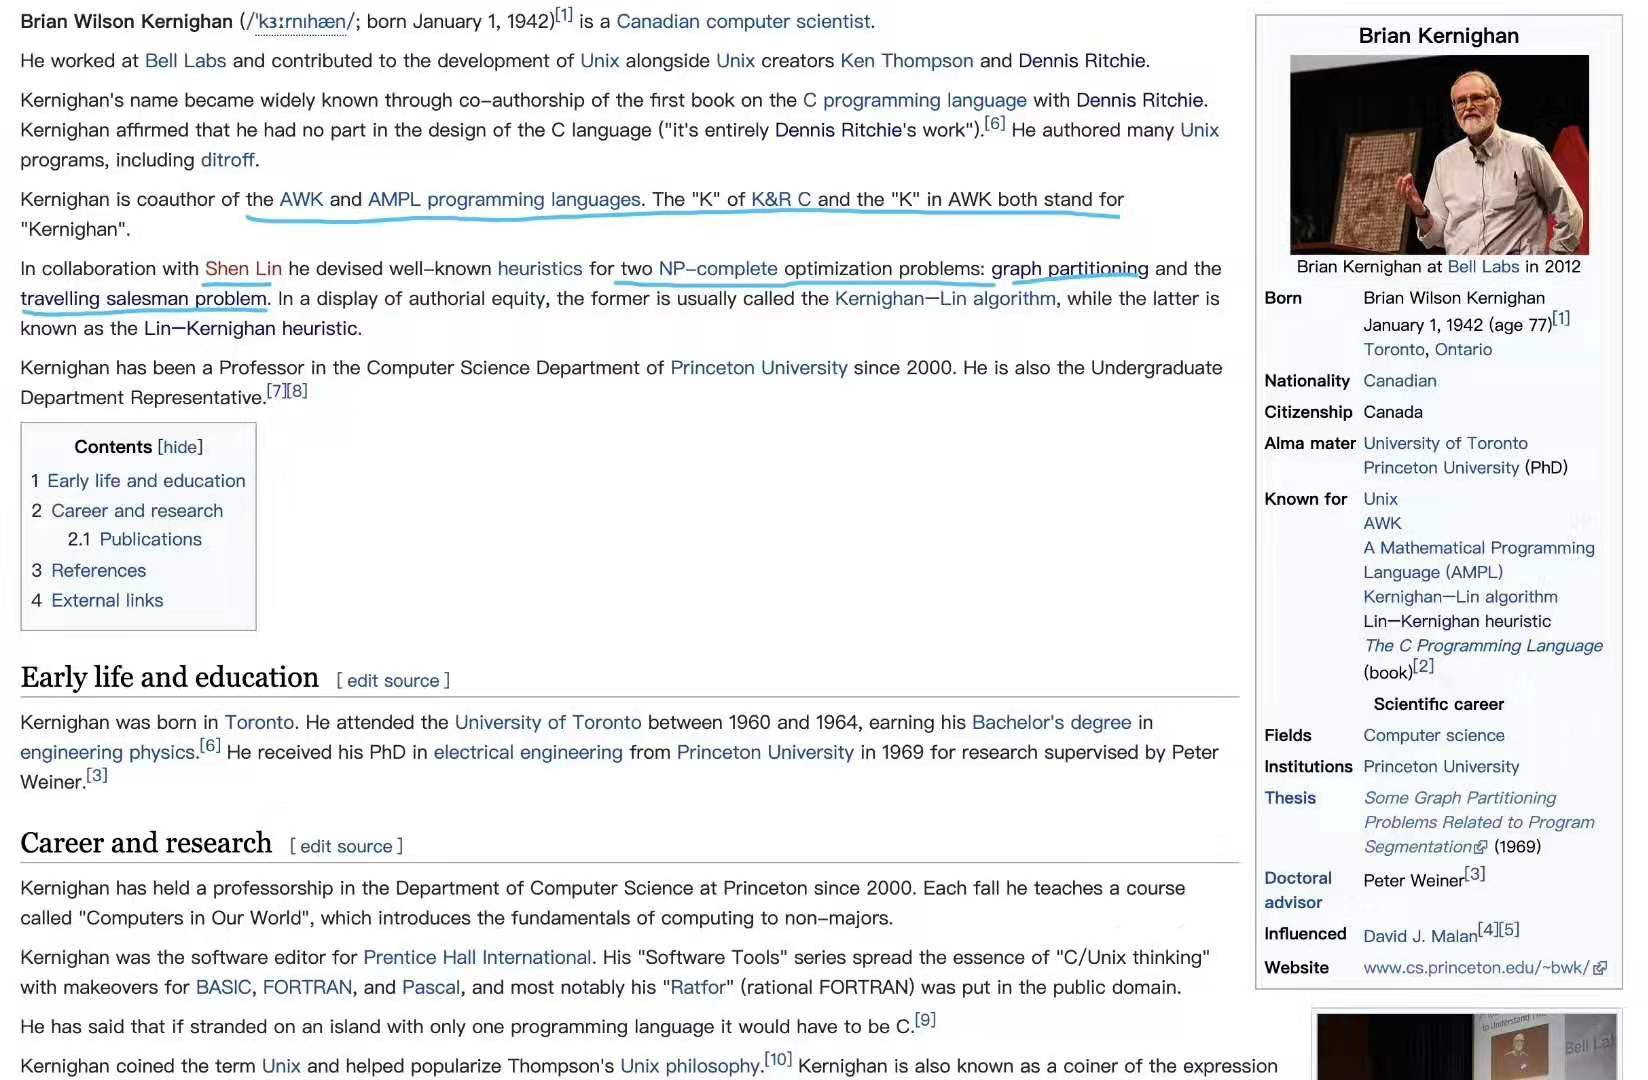 Brian Wilson Kernighan (/ˈkɜːrnɪhæn/; born January 1, 1942)[1] is a Canadian computer scientist.
He worked at Bell Labs and contributed to the development of Unix alongside Unix creators Ken Thompson and Dennis Ritchie.
Kernighan's name became widely known through co-authorship of the first book on the C programming language with Dennis Ritchie.
Kernighan affirmed that he had no part in the design of the C language ("it's entirely Dennis Ritchie's work").[6] He authored many Unix
programs, including ditroff.
Kernighan is coauthor of the AWK and AMPL programming languages. The "K" of K&R C and the "K" in AWK both stand for
"Kernighan".
In collaboration with Shen Lin he devised well-known heuristics for two NP-complete optimization problems: graph partitioning and the
travelling salesman problem. In a display of authorial equity, the former is usually called the Kernighan–Lin algorithm, while the latter is
known as the Lin–Kernighan heuristic.
Kernighan has been a Professor in the Computer Science Department of Princeton University since 2000. He is also the Undergraduate
Department Representative.[7][8]
Contents [hide]
1 Early life and education
2 Career and research
2.1 Publications
3 References
4 External links
Early life and education [ edit source ]
Kernighan was born in Toronto. He attended the University of Toronto between 1960 and 1964, earning his Bachelor's degree in
engineering physics.[6] He received his PhD in electrical engineering from Princeton University in 1969 for research supervised by Peter
Weiner.[3]
Career and research [ edit source ]
Kernighan has held a professorship in the Department of Computer Science at Princeton since 2000. Each fall he teaches a course
called "Computers in Our World", which introduces the fundamentals of computing to non-majors.
Kernighan was the software editor for Prentice Hall International. His "Software Tools" series spread the essence of "C/Unix thinking"
with makeovers for BASIC, FORTRAN, and Pascal, and most notably his "Ratfor" (rational FORTRAN) was put in the public domain.
He has said that if stranded on an island with only one programming language it would have to be C.[9]
Kernighan coined the term Unix and helped popularize Thompson's Unix philosophy.[10] Kernighan is also known as a coiner of the expression
Brian Kernighan
Brian Kernighan at Bell Labs in 2012
Born Brian Wilson Kernighan
January 1, 1942 (age 77)[1]
Toronto, Ontario
Nationality Canadian
Citizenship Canada
Alma mater University of Toronto
Princeton University (PhD)
Known for Unix
AWK
A Mathematical Programming
Language (AMPL)
Kernighan–Lin algorithm
Lin–Kernighan heuristic
The C Programming Language
(book)[2]
Scientific career
Fields Computer science
Institutions Princeton University
Thesis Some Graph Partitioning
Problems Related to Program
Segmentation (1969)
Doctoral Peter Weiner[3]
advisor
Influenced David J. Malan[4][5]
Website www.cs.princeton.edu/~bwk/
to Understand
Bell La